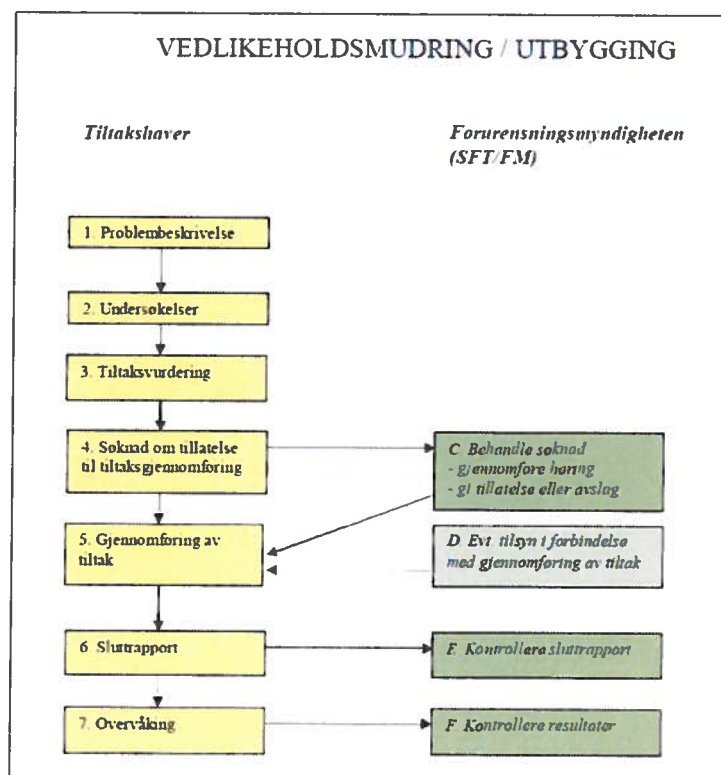 VEDLIKEHOLDSMUDRING / UTBYGGING
Tiltakshaver
Forurensningsmyndigheten
(SFT/FM)
1. Problembeskrivelse
2. Undersøkelser
3. Tiltaksvurdering
4. Søknad om tillatelse
til tiltaksgjennomføring
C Behandle søknad
- gjennomføre høring
- gi tillatelse eller avslag
5. Gjennomføring av
tiltak
D Evt. tilsyn i forbindelse
med gjennomføring av tiltak
6. Sluttrapport
E Kontrollere sluttrapport
7. Overvåking
F Kontrollere resultater